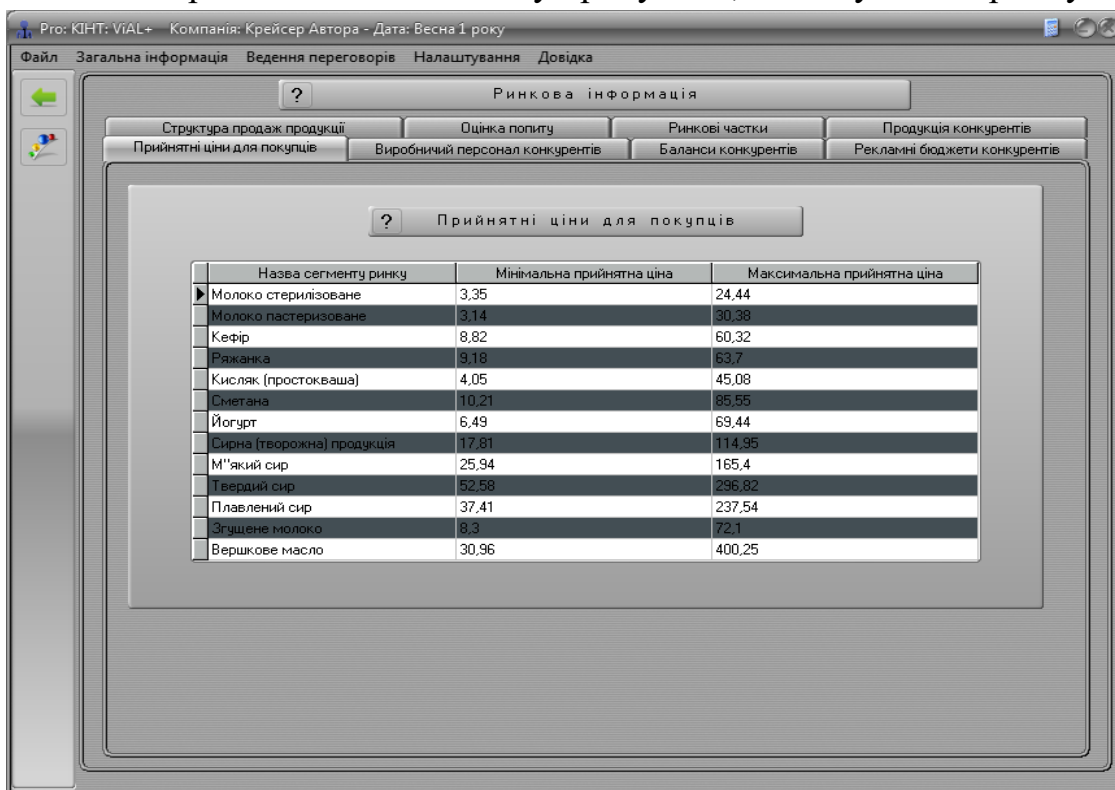 Pro: КІНТ: ViAL+ Компанія: Крейсер Автора - Дата: Весна 1 року
Файл Загальна інформація Ведення переговорів Налаштування Довідка
? Ринкова інформація
Структура продаж продукції Оцінка попиту Ринкові частки Продукція конкурентів
Прийнятні ціни для покупців Виробничий персонал конкурентів Баланси конкурентів Рекламні бюджети конкурентів
? Прийнятні ціни для покупців
Назва сегменту ринку Мінімальна прийнятна ціна Максимальна прийнятна ціна
Молоко стерилізоване 3,35 24,44
Молоко пастеризоване 3,14 30,38
Кефір 8,82 60,32
Ряжанка 9,18 63,7
Кисляк (простокваша) 4,05 45,08
Сметана 10,21 85,55
Йогурт 6,49 69,44
Сирна (творожна) продукція 17,81 114,95
М"який сир 25,94 165,4
Твердий сир 52,58 296,82
Плавлений сир 37,41 237,54
Згущене молоко 8,3 72,1
Вершкове масло 30,96 400,25